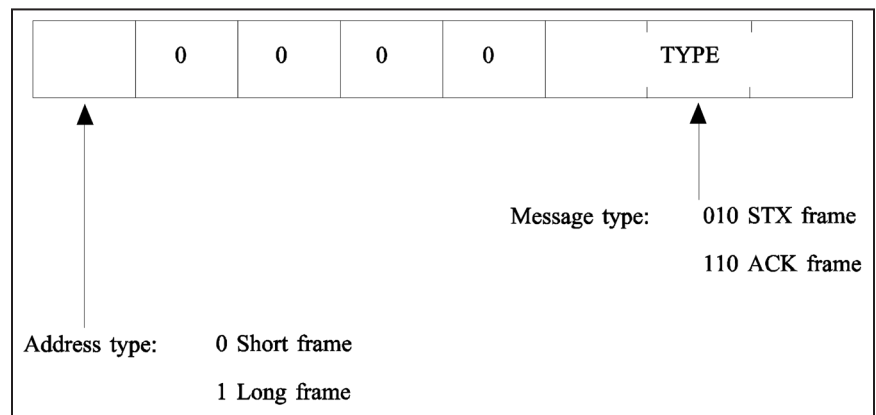 0 0 0 0 TYPE
Message type: 010 STX frame
110 ACK frame
Address type: 0 Short frame
1 Long frame